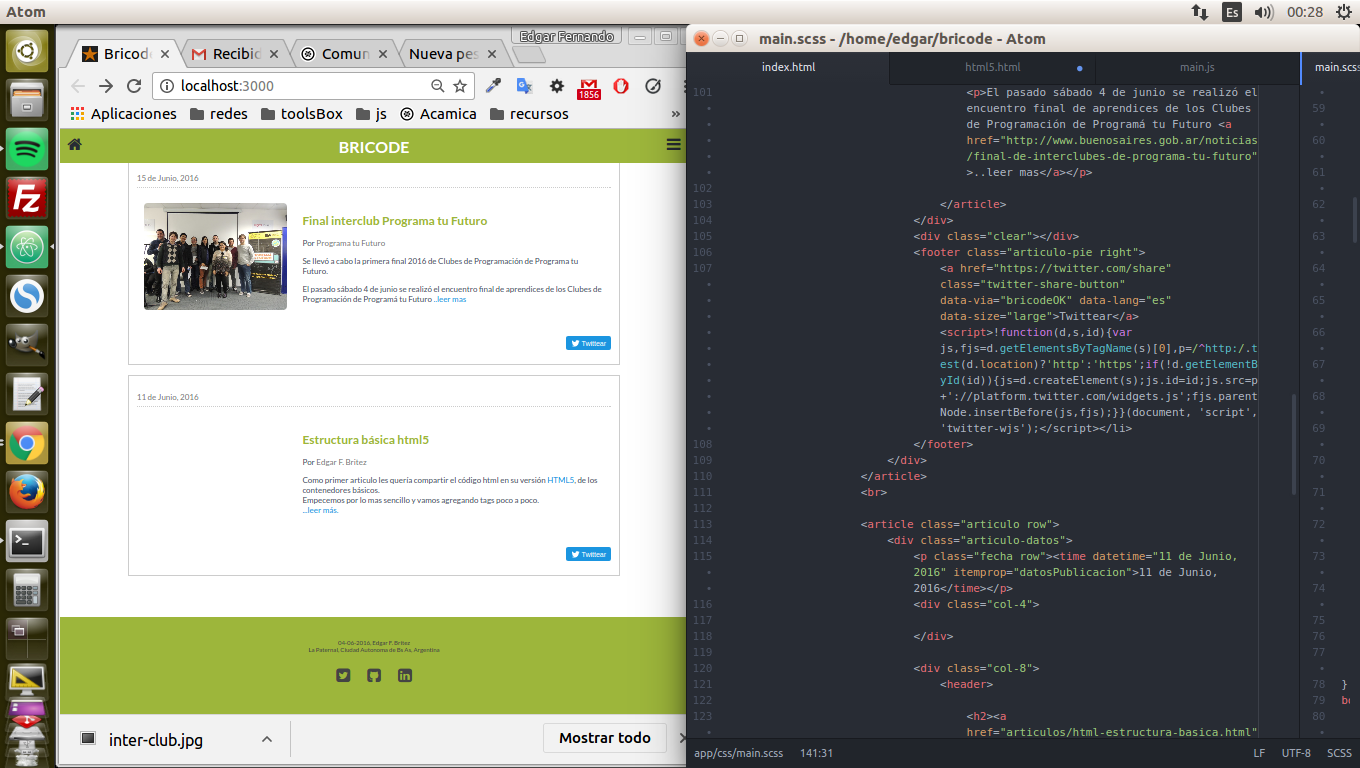 Atom
Es
00:28
Edgar Fernando
Bricode
Recibid
Comun
Nueva pes
localhost:3000
1856
Aplicaciones
redes
toolsBox
js
Acamica
recursos
»
BRICODE
15 de Junio, 2016
Final interclub Programa tu Futuro
Por Programa tu Futuro
Se llevó a cabo la primera final 2016 de Clubes de Programación de Programa tu
Futuro.
El pasado sábado 4 de junio se realizó el encuentro final de aprendices de los Clubes de
Programación de Programá tu Futuro ..leer mas
Twittear
11 de Junio, 2016
Estructura básica html5
Por Edgar F. Britez
Como primer articulo les quería compartir el código html en su versión HTML5, de los
contenedores básicos.
Empecemos por lo mas sencillo y vamos agregando tags poco a poco.
...leer más.
Twittear
04-06-2016, Edgar F. Britez
La Paternal, Ciudad Autonoma de Bs As, Argentina
inter-club.jpg
Mostrar todo
main.scss - /home/edgar/bricode - Atom
index.html
html5.html
main.js
main.scss
101 <p>El pasado sábado 4 de junio se realizó el
encuentro final de aprendices de los Clubes
de Programación de Programá tu Futuro <a
href="http://www.buenosaires.gob.ar/noticias
/final-de-interclubes-de-programa-tu-futuro"
>..leer mas</a></p>
102
103 </article>
104 </div>
105 <div class="clear"></div>
106 <footer class="articulo-pie right">
107 <a href="https://twitter.com/share"
class="twitter-share-button"
data-via="bricodeOK" data-lang="es"
data-size="large">Twittear</a>
<script>!function(d,s,id){var
js,fjs=d.getElementsByTagName(s)[0],p=/^http:/.t
est(d.location)?'http':'https';if(!d.getElementB
yId(id)){js=d.createElement(s);js.id=id;js.src=p
+'://platform.twitter.com/widgets.js';fjs.parent
Node.insertBefore(js,fjs);}}(document, 'script',
'twitter-wjs');</script></li>
108 </footer>
109 </div>
110 </article>
111 <br>
112
113 <article class="articulo row">
114 <div class="articulo-datos">
115 <p class="fecha row"><time datetime="11 de Junio,
2016" itemprop="datosPublicacion">11 de Junio,
2016</time></p>
116 <div class="col-4">
117
118 </div>
119
120 <div class="col-8">
121 <header>
122
123 <h2><a
href="articulos/html-estructura-basica.html"
59
60
61
62
63
64
65
66
67
68
69
70
71
72
73
74
75
76
77
78 }
79 bo
80
app/css/main.scss
141:31
LF
UTF-8
SCSS